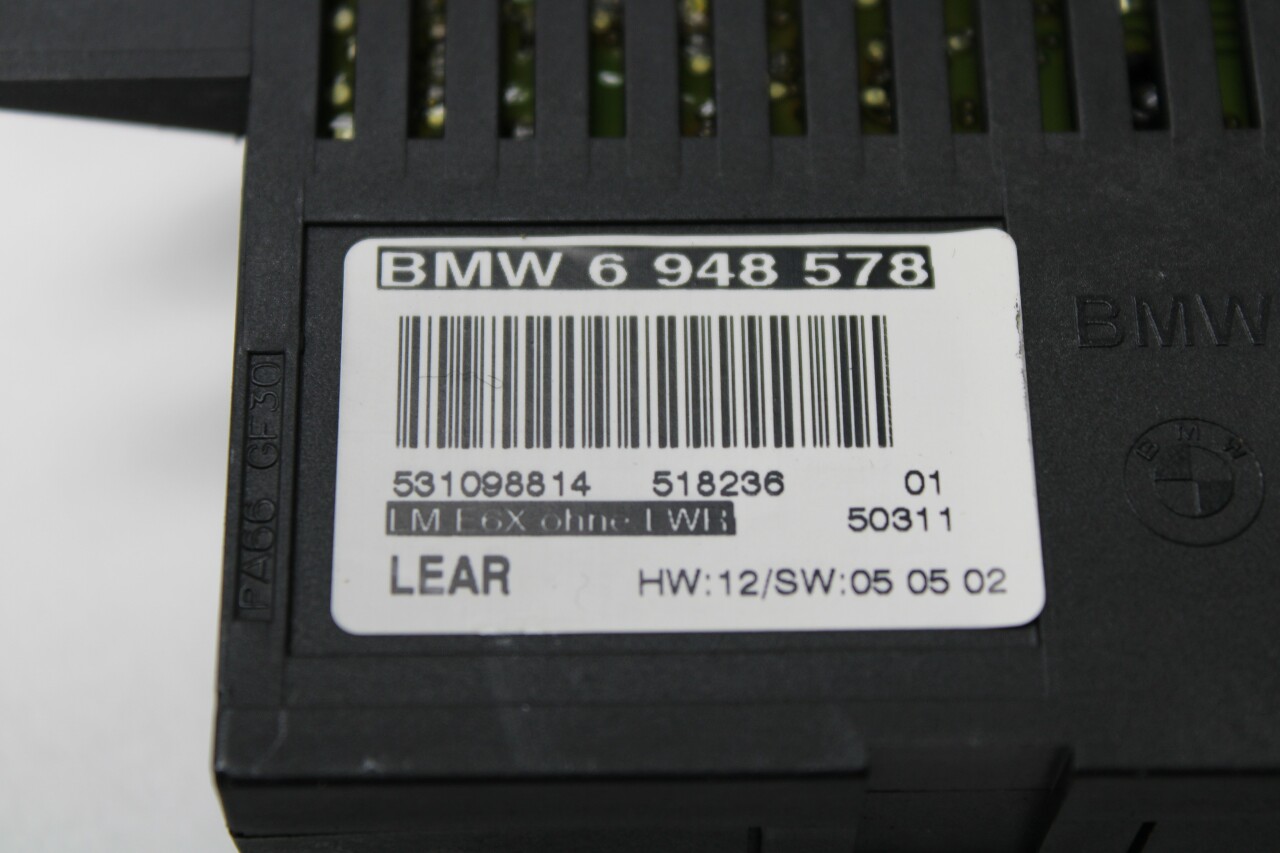 BMW 6 948 578
531098814 518236 01
LM E6X ohne LWR 50311
LEAR HW:12/SW:05 05 02
PA66 GF30
BMW
BMW